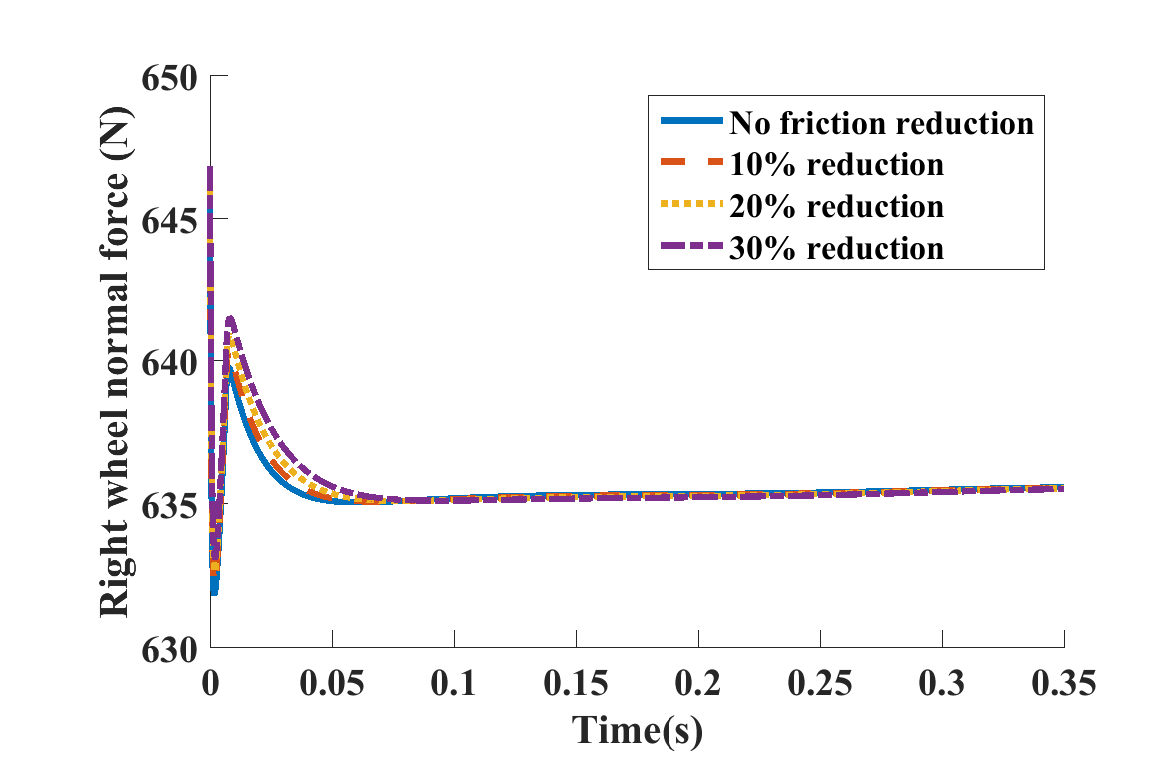 650
645
640
635
630
Right wheel normal force (N)
No friction reduction
10% reduction
20% reduction
30% reduction
0 0.05 0.1 0.15 0.2 0.25 0.3 0.35
Time(s)